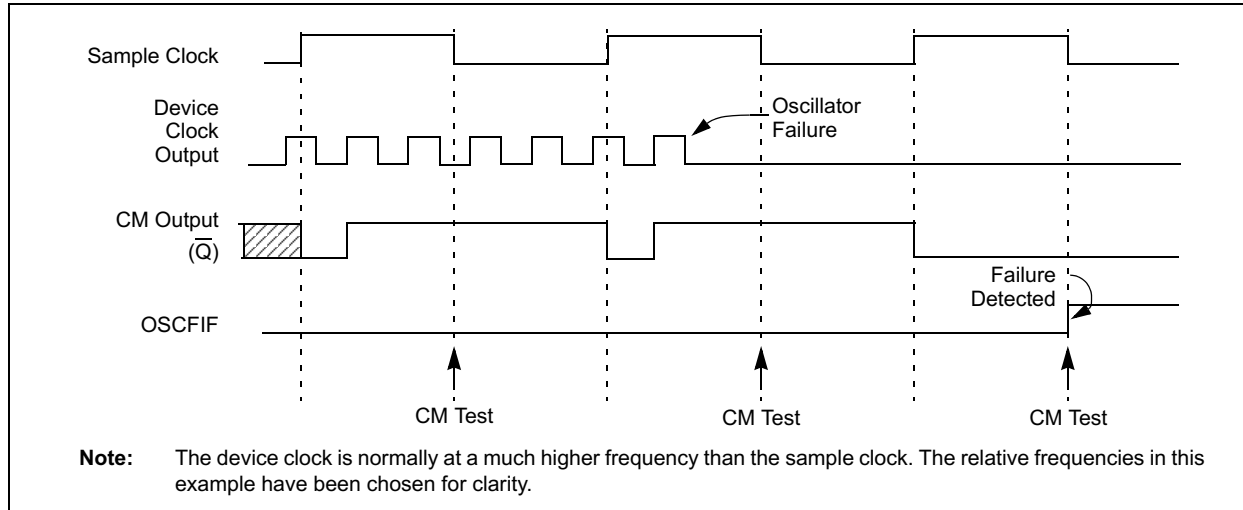 Sample Clock
Device
Clock
Output
Oscillator
Failure
CM Output
(Q̅)
Failure
Detected
OSCFIF
CM Test
CM Test
CM Test
Note: The device clock is normally at a much higher frequency than the sample clock. The relative frequencies in this
example have been chosen for clarity.